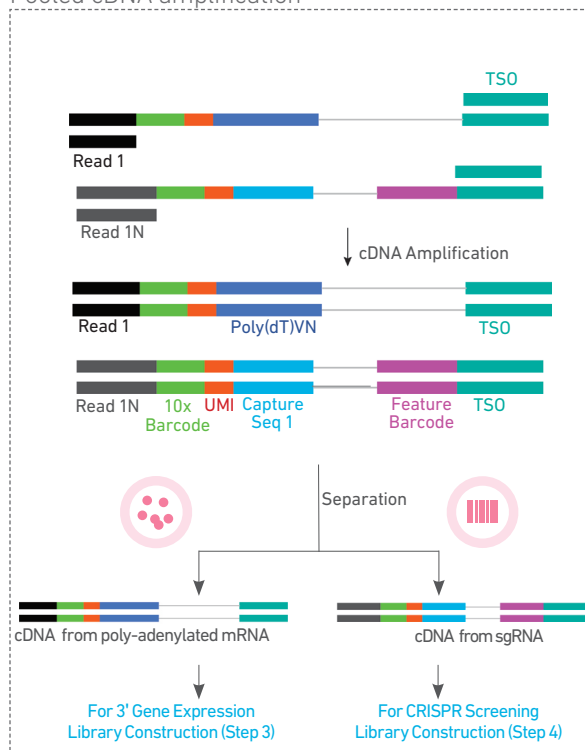 Pooled cDNA amplification
TSO
Read 1
Read 1N
cDNA Amplification
Read 1
Poly(dT)VN
TSO
Read 1N
10x
Barcode
UMI
Capture
Seq 1
Feature
Barcode
TSO
Separation
cDNA from poly-adenylated mRNA
cDNA from sgRNA
For 3' Gene Expression
Library Construction (Step 3)
For CRISPR Screening
Library Construction (Step 4)